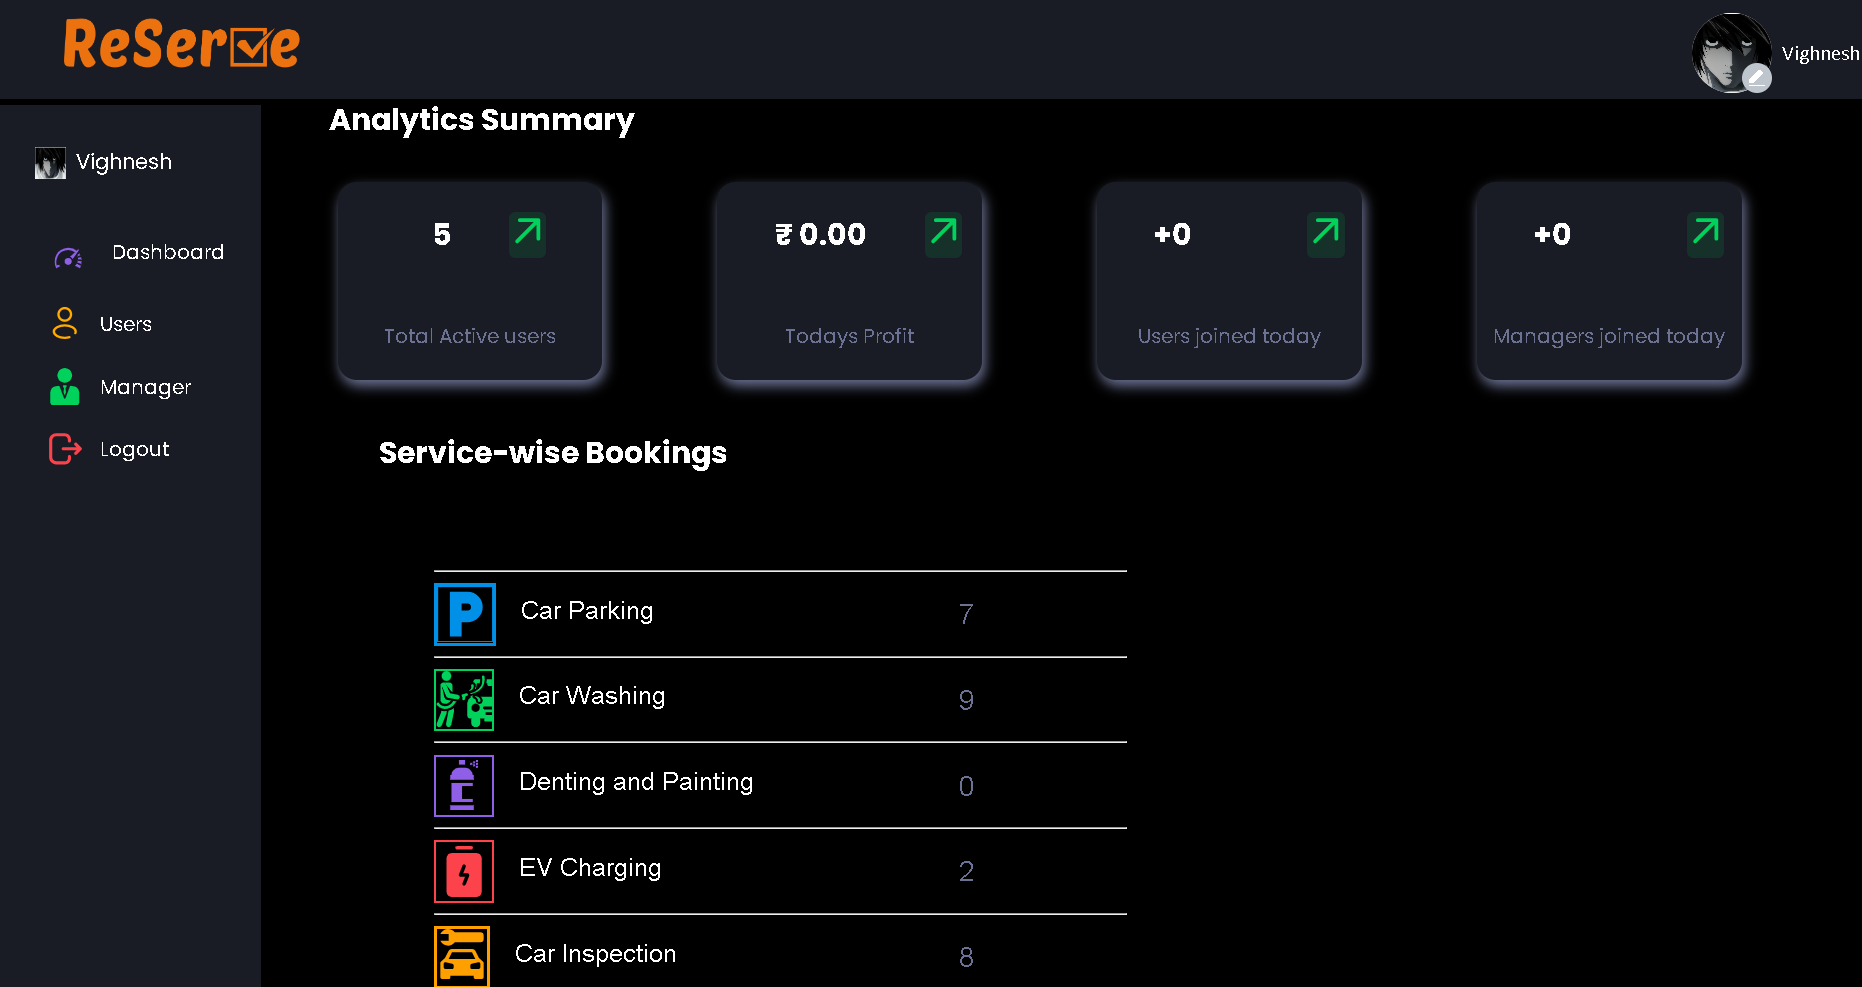 ReServe
Vighnesh
Vighnesh
Dashboard
Users
Manager
Logout
Analytics Summary
5
Total Active users
₹ 0.00
Todays Profit
+0
Users joined today
+0
Managers joined today
Service-wise Bookings
Car Parking 7
Car Washing 9
Denting and Painting 0
EV Charging 2
Car Inspection 8